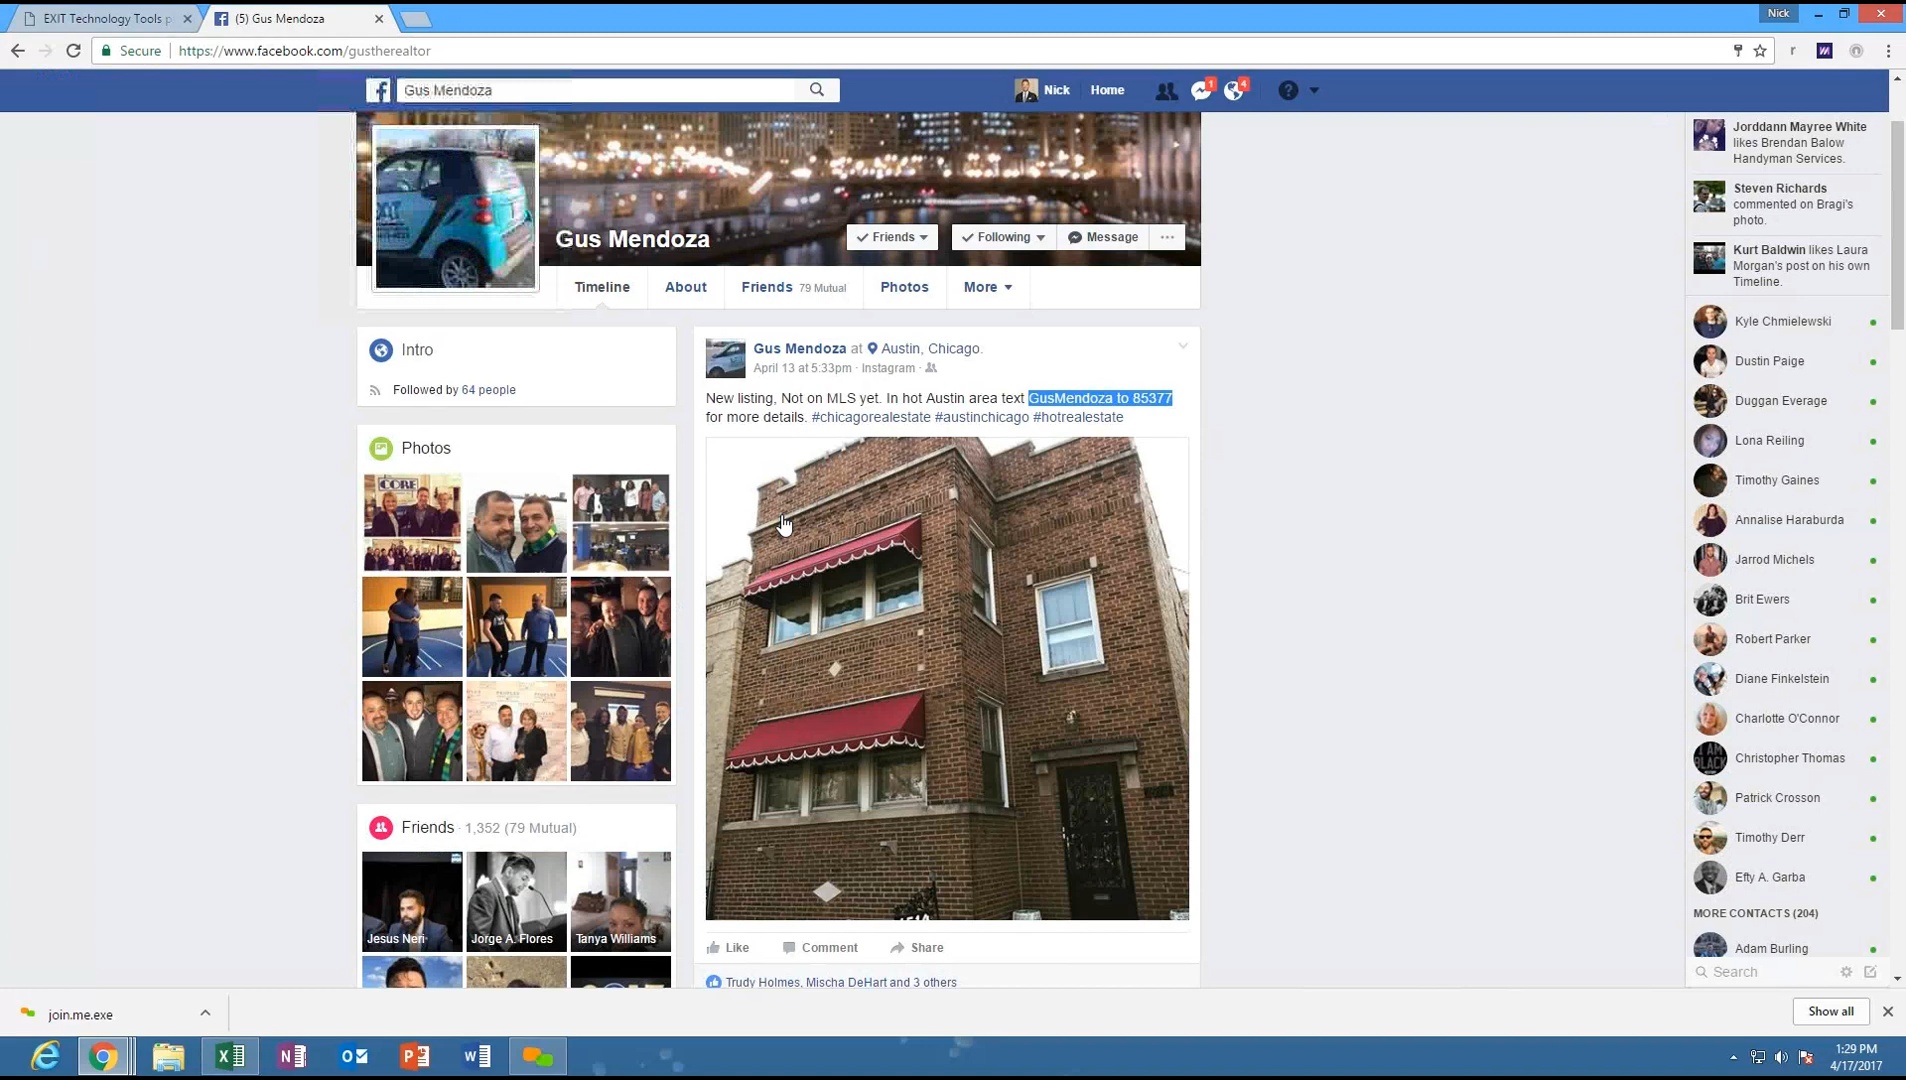 EXIT Technology Tools p
(5) Gus Mendoza
Nick
Secure
https://www.facebook.com/gustherealtor
Gus Mendoza
Nick
Home
1
4
Gus Mendoza
Friends
Following
Message
Timeline
About
Friends 79 Mutual
Photos
More
Intro
Followed by 64 people
Photos
CORE
Friends · 1,352 (79 Mutual)
Jesus Neri
Jorge A. Flores
Tanya Williams
Gus Mendoza at Austin, Chicago.
April 13 at 5:33pm · Instagram ·
New listing, Not on MLS yet. In hot Austin area text GusMendoza to 85377
for more details. #chicagorealestate #austinchicago #hotrealestate
Like
Comment
Share
Trudy Holmes, Mischa DeHart and 3 others
Jorddann Mayree White
likes Brendan Balow
Handyman Services.
Steven Richards
commented on Bragi's
photo.
Kurt Baldwin likes Laura
Morgan's post on his own
Timeline.
Kyle Chmielewski
Dustin Paige
Duggan Everage
Lona Reiling
Timothy Gaines
Annalise Haraburda
Jarrod Michels
Brit Ewers
Robert Parker
Diane Finkelstein
Charlotte O'Connor
I AM
BLACK
Christopher Thomas
Patrick Crosson
Timothy Derr
Efty A. Garba
MORE CONTACTS (204)
Adam Burling
Search
join.me.exe
Show all
1:29 PM
4/17/2017